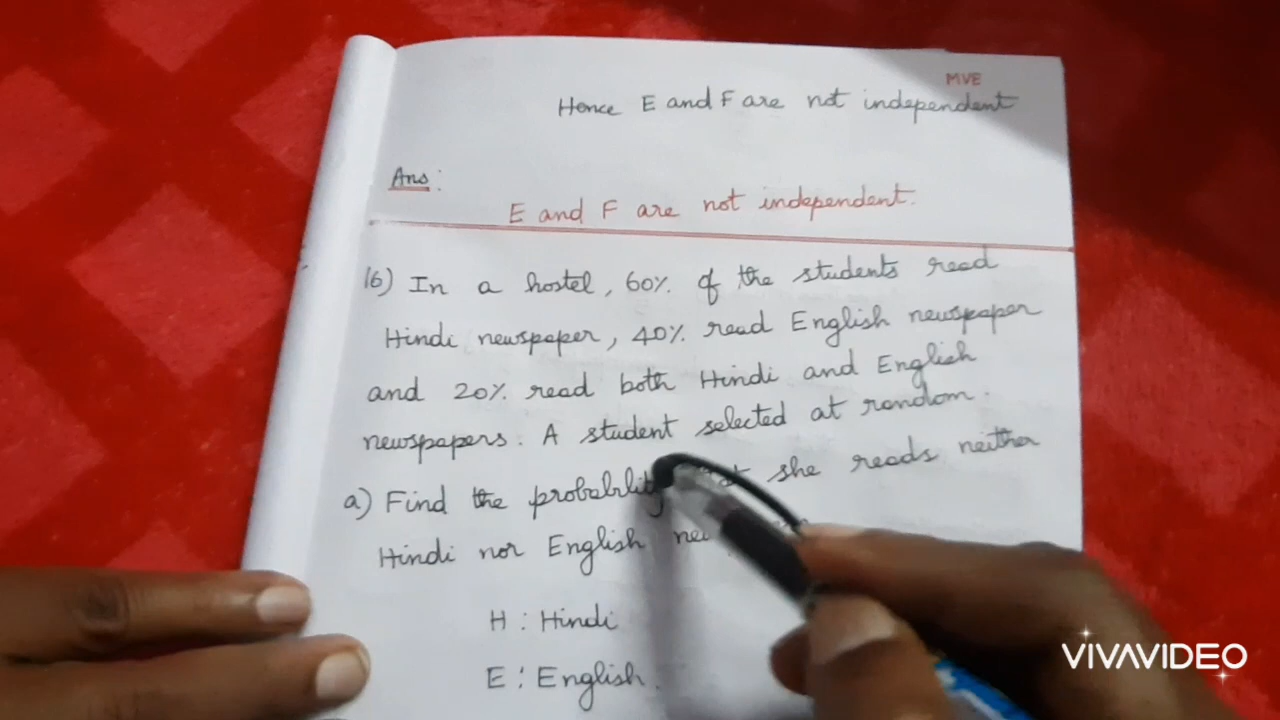 MVE
Hence E and F are not independent
Ans:
E and F are not independent.
16) In a hostel, 60% of the students read
Hindi newspaper, 40% read English newspaper
and 20% read both Hindi and English
newspapers. A student selected at random.
a) Find the probability she reads neither
Hindi nor English
H : Hindi
E : English.
VIVAVIDEO